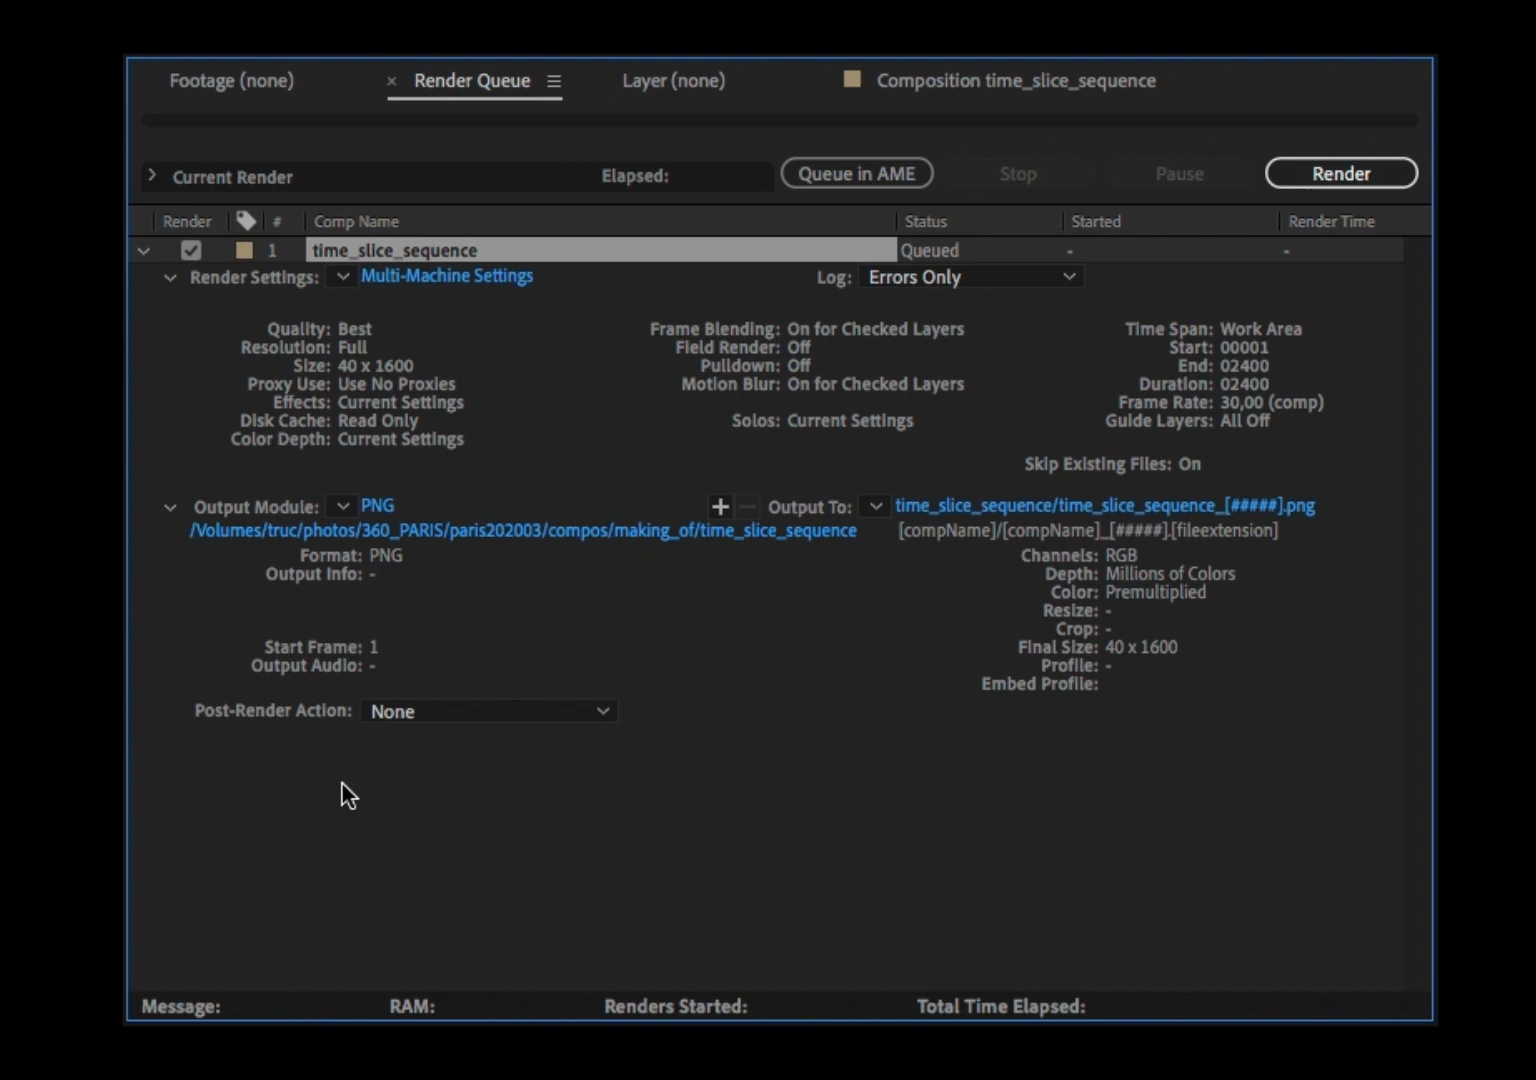 Footage (none)
× Render Queue ≡
Layer (none)
Composition time_slice_sequence
Current Render
Elapsed:
Queue in AME
Stop
Pause
Render
Render # Comp Name Status Started Render Time
1 time_slice_sequence Queued - -
Render Settings: Multi-Machine Settings
Log: Errors Only
Quality: Best
Resolution: Full
Size: 40 x 1600
Proxy Use: Use No Proxies
Effects: Current Settings
Disk Cache: Read Only
Color Depth: Current Settings
Frame Blending: On for Checked Layers
Field Render: Off
Pulldown: Off
Motion Blur: On for Checked Layers
Solos: Current Settings
Time Span: Work Area
Start: 00001
End: 02400
Duration: 02400
Frame Rate: 30,00 (comp)
Guide Layers: All Off
Skip Existing Files: On
Output Module: PNG
Output To: time_slice_sequence/time_slice_sequence_[#####].png
/Volumes/truc/photos/360_PARIS/paris202003/compos/making_of/time_slice_sequence
[compName]/[compName]_[#####].[fileextension]
Format: PNG
Output Info: -
Start Frame: 1
Output Audio: -
Channels: RGB
Depth: Millions of Colors
Color: Premultiplied
Resize: -
Crop: -
Final Size: 40 x 1600
Profile: -
Embed Profile:
Post-Render Action: None
Message:
RAM:
Renders Started:
Total Time Elapsed: